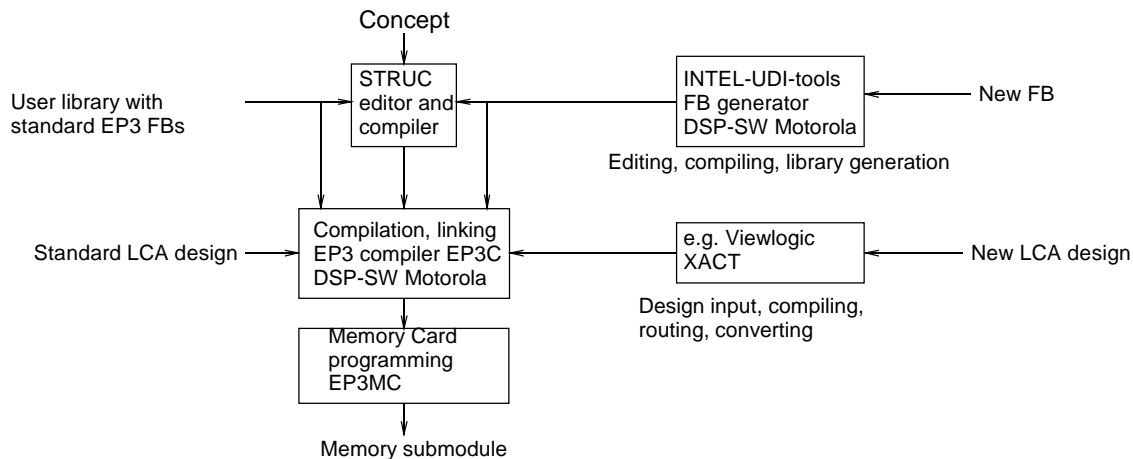 Concept
STRUC
editor and
compiler
User library with
standard EP3 FBs
INTEL-UDI-tools
FB generator
DSP-SW Motorola
New FB
Editing, compiling, library generation
Compilation, linking
EP3 compiler EP3C
DSP-SW Motorola
Standard LCA design
e.g. Viewlogic
XACT
New LCA design
Design input, compiling,
routing, converting
Memory Card
programming
EP3MC
Memory submodule